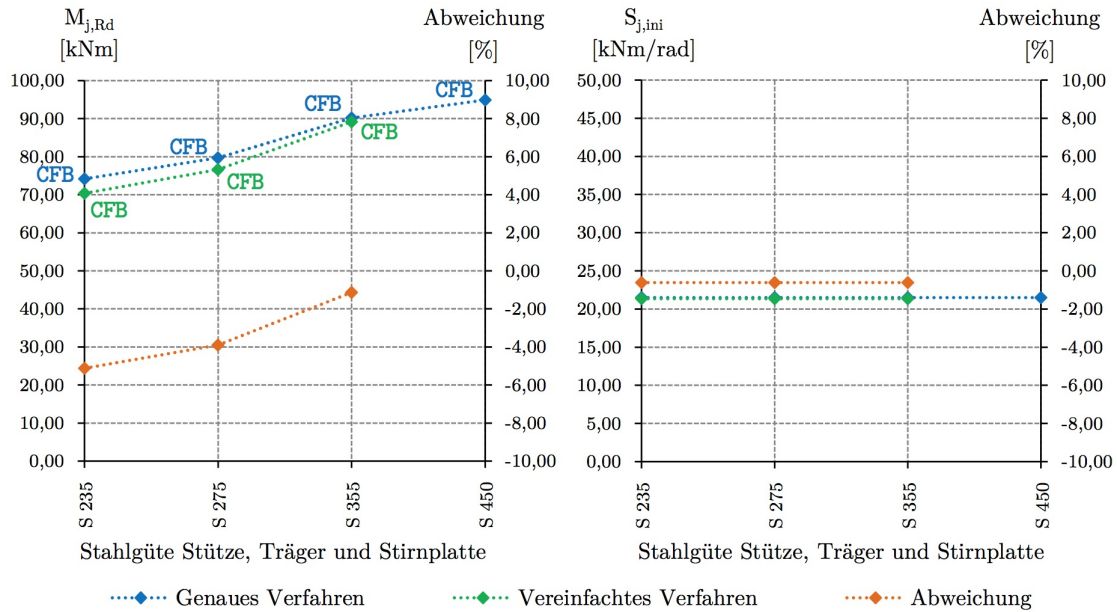 M_j,Rd Abweichung S_j,ini Abweichung
[kNm] [%] [kNm/rad] [%]
100,00 10,00 50,00 10,00
CFB
90,00 CFB 8,00 45,00 8,00
CFB
80,00 CFB 6,00 40,00 6,00
CFB CFB
70,00 4,00 35,00 4,00
CFB
60,00 2,00 30,00 2,00
50,00 0,00 25,00 0,00
40,00 -2,00 20,00 -2,00
30,00 -4,00 15,00 -4,00
20,00 -6,00 10,00 -6,00
10,00 -8,00 5,00 -8,00
0,00 -10,00 0,00 -10,00
S 235 S 275 S 355 S 450 S 235 S 275 S 355 S 450
Stahlgüte Stütze, Träger und Stirnplatte Stahlgüte Stütze, Träger und Stirnplatte
Genaues Verfahren Vereinfachtes Verfahren Abweichung